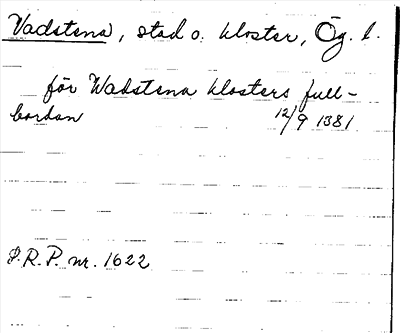 Vadstena, stad o. kloster, Ög. l.
för Wadstena klosters full-
bordan 12/9 1381
S.R.P. nr. 1622